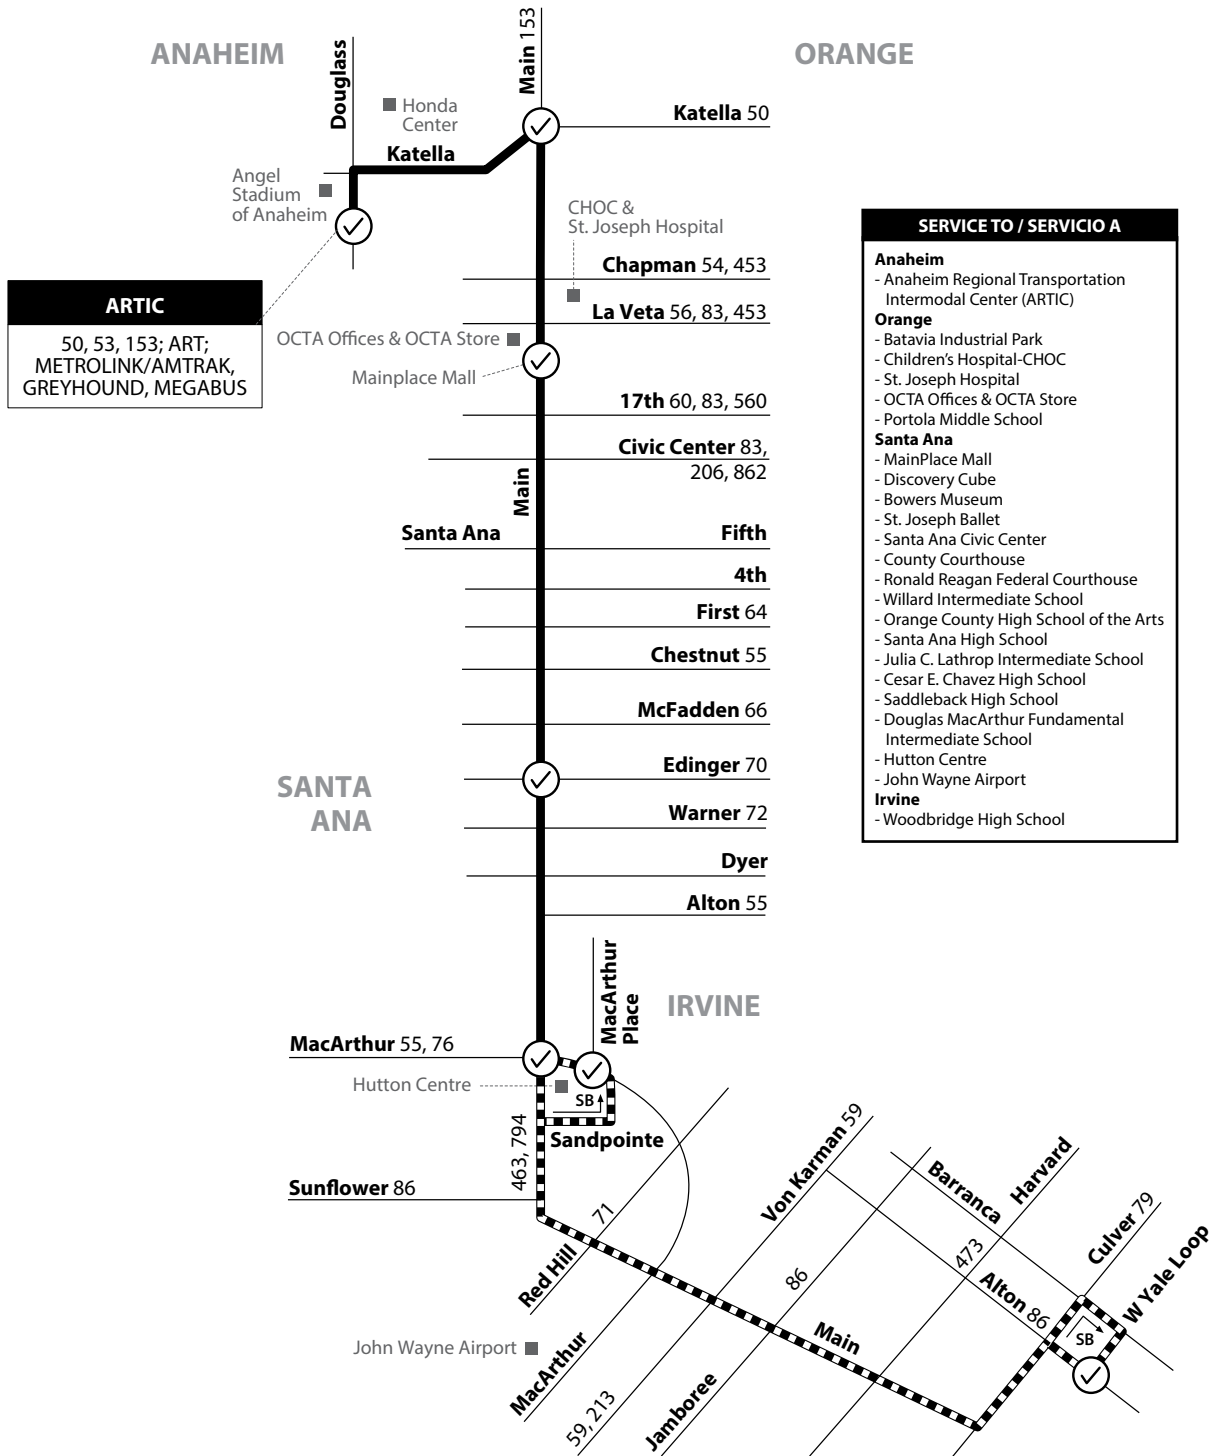 ANAHEIM
ORANGE
Douglass
Main 153
Honda
Center
Katella 50
Katella
Angel
Stadium
of Anaheim
CHOC &
St. Joseph Hospital
Chapman 54, 453
La Veta 56, 83, 453
ARTIC
50, 53, 153; ART;
METROLINK/AMTRAK,
GREYHOUND, MEGABUS
OCTA Offices & OCTA Store
Mainplace Mall
17th 60, 83, 560
Civic Center 83,
206, 862
Main
Santa Ana
Fifth
4th
First 64
Chestnut 55
McFadden 66
Edinger 70
SANTA
ANA
Warner 72
Dyer
Alton 55
MacArthur
Place
IRVINE
MacArthur 55, 76
Hutton Centre
SB
Sandpointe
463, 794
Sunflower 86
Red Hill
71
Von Karman 59
Barranca
Harvard
Culver 79
W Yale Loop
473
Alton 86
86
SB
Main
John Wayne Airport
MacArthur
59, 213
Jamboree
SERVICE TO / SERVICIO A
Anaheim
- Anaheim Regional Transportation
Intermodal Center (ARTIC)
Orange
- Batavia Industrial Park
- Children's Hospital-CHOC
- St. Joseph Hospital
- OCTA Offices & OCTA Store
- Portola Middle School
Santa Ana
- MainPlace Mall
- Discovery Cube
- Bowers Museum
- St. Joseph Ballet
- Santa Ana Civic Center
- County Courthouse
- Ronald Reagan Federal Courthouse
- Willard Intermediate School
- Orange County High School of the Arts
- Santa Ana High School
- Julia C. Lathrop Intermediate School
- Cesar E. Chavez High School
- Saddleback High School
- Douglas MacArthur Fundamental
Intermediate School
- Hutton Centre
- John Wayne Airport
Irvine
- Woodbridge High School